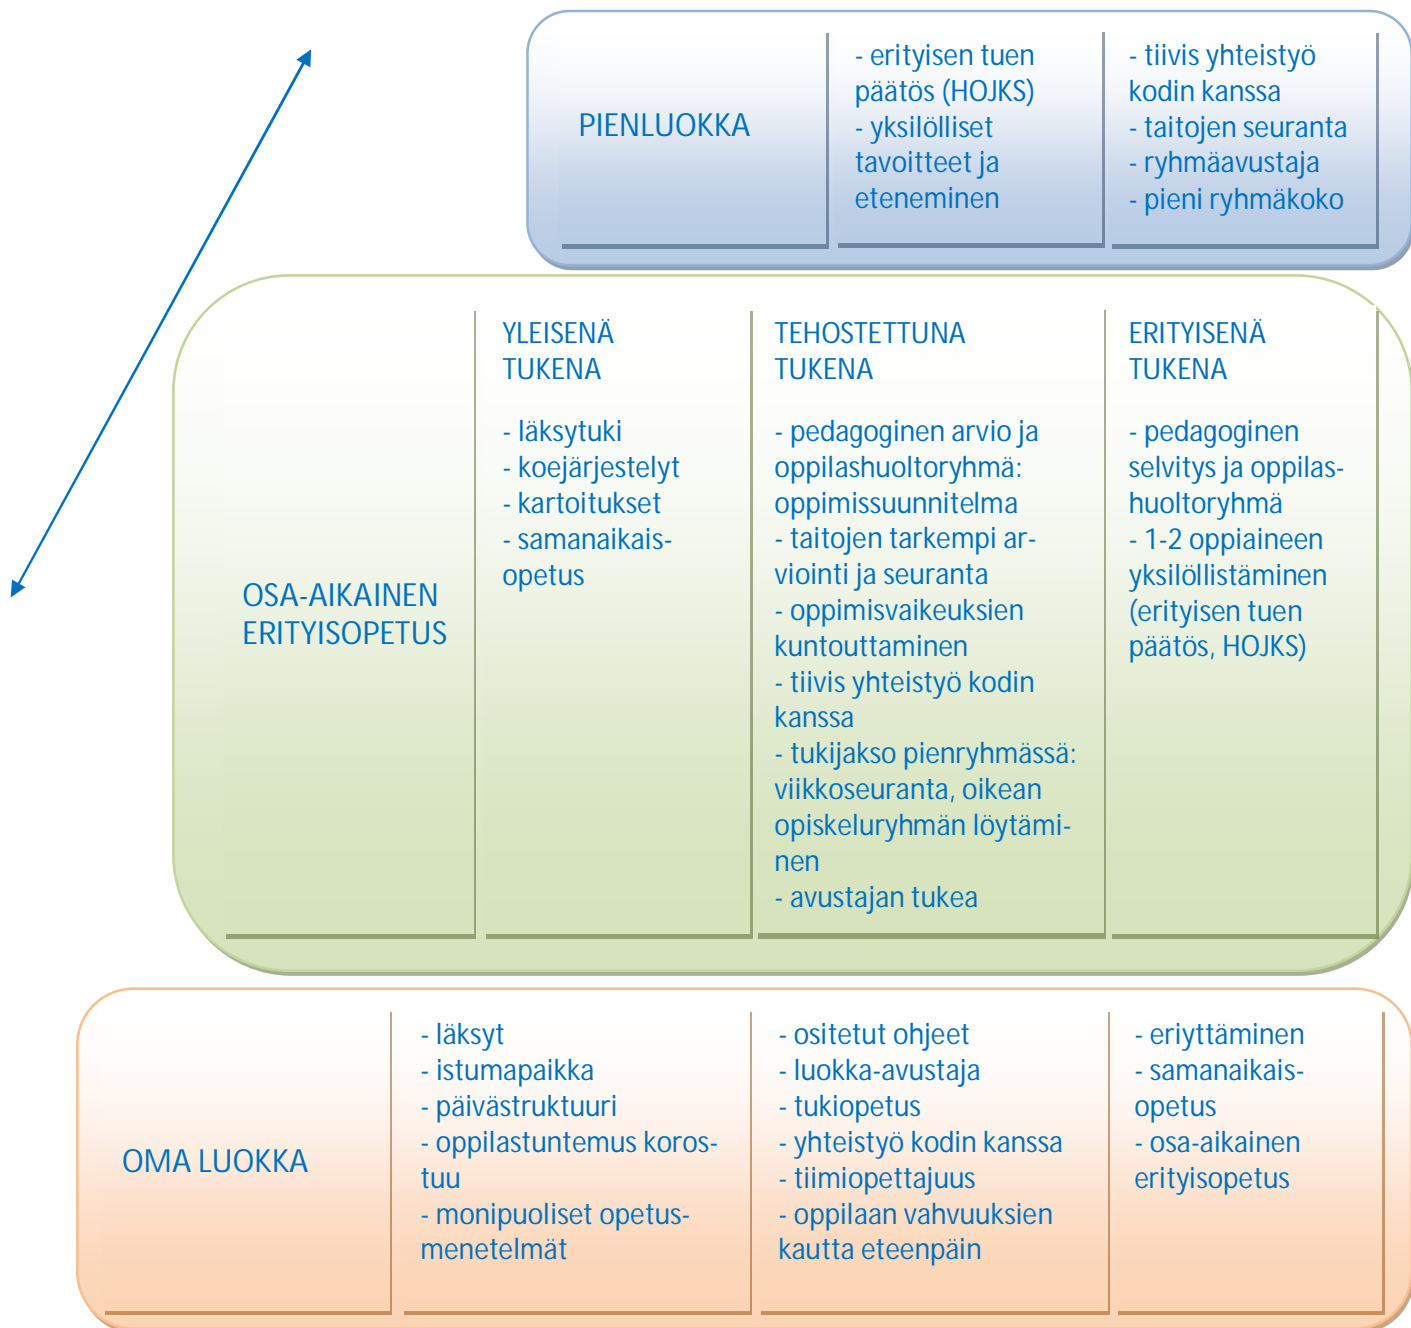 PIENLUOKKA
- erityisen tuen
päätös (HOJKS)
- yksilölliset
tavoitteet ja
eteneminen
- tiivis yhteistyö
kodin kanssa
- taitojen seuranta
- ryhmäavustaja
- pieni ryhmäkoko
OSA-AIKAINEN
ERITYISOPETUS
YLEISENÄ
TUKENA
- läksytuki
- koejärjestelyt
- kartoitukset
- samanaikais-
opetus
TEHOSTETTUNA
TUKENA
- pedagoginen arvio ja
oppilashuoltoryhmä:
oppimissuunnitelma
- taitojen tarkempi ar-
viointi ja seuranta
- oppimisvaikeuksien
kuntouttaminen
- tiivis yhteistyö kodin
kanssa
- tukijakso pienryhmässä:
viikkoseuranta, oikean
opiskeluryhmän löytämi-
nen
- avustajan tukea
ERITYISENÄ
TUKENA
- pedagoginen
selvitys ja oppilas-
huoltoryhmä
- 1-2 oppiaineen
yksilöllistäminen
(erityisen tuen
päätös, HOJKS)
OMA LUOKKA
- läksyt
- istumapaikka
- päivästruktuuri
- oppilastuntemus koros-
tuu
- monipuoliset opetus-
menetelmät
- ositetut ohjeet
- luokka-avustaja
- tukiopetus
- yhteistyö kodin kanssa
- tiimiopettajuus
- oppilaan vahvuuksien
kautta eteenpäin
- eriyttäminen
- samanaikais-
opetus
- osa-aikainen
erityisopetus